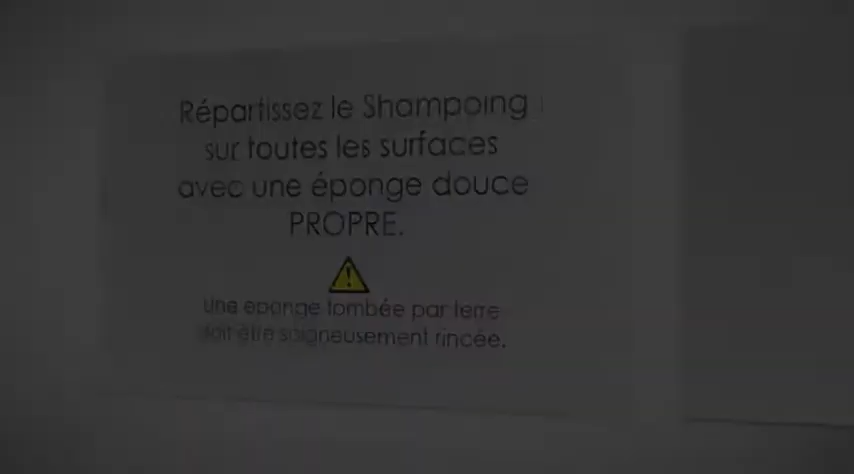 Répartissez le Shampoing
sur toutes les surfaces
avec une éponge douce
PROPRE.
une eponge tombée par terre
doit être soigneusement rincée.